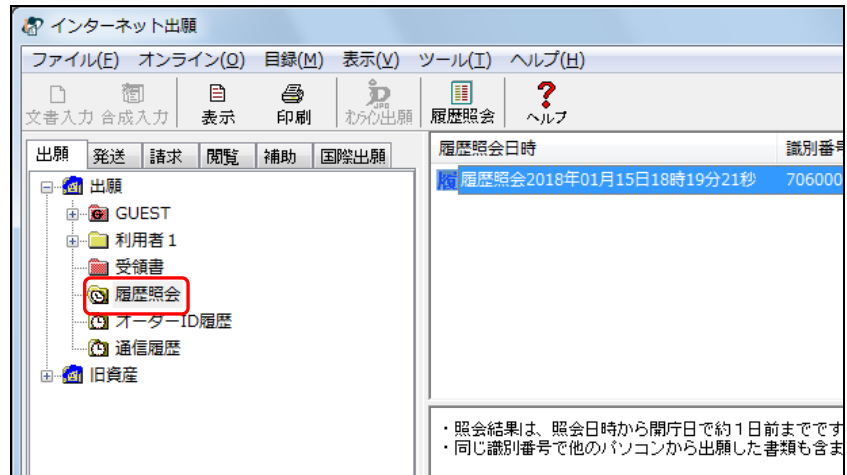 インターネット出願
ファイル(F) オンライン(O) 目録(M) 表示(V) ツール(T) ヘルプ(H)
文書入力 合成入力 表示 印刷 オンライン出願 履歴照会 ヘルプ
出願 発送 請求 閲覧 補助 国際出願
出願
GUEST
利用者1
受領書
履歴照会
オーダーID履歴
通信履歴
旧資産
履歴照会日時 識別番号
履歴照会2018年01月15日18時19分21秒 706000
・照会結果は、照会日時から開庁日で約1日前までです
・同じ識別番号で他のパソコンから出願した書類も含ま